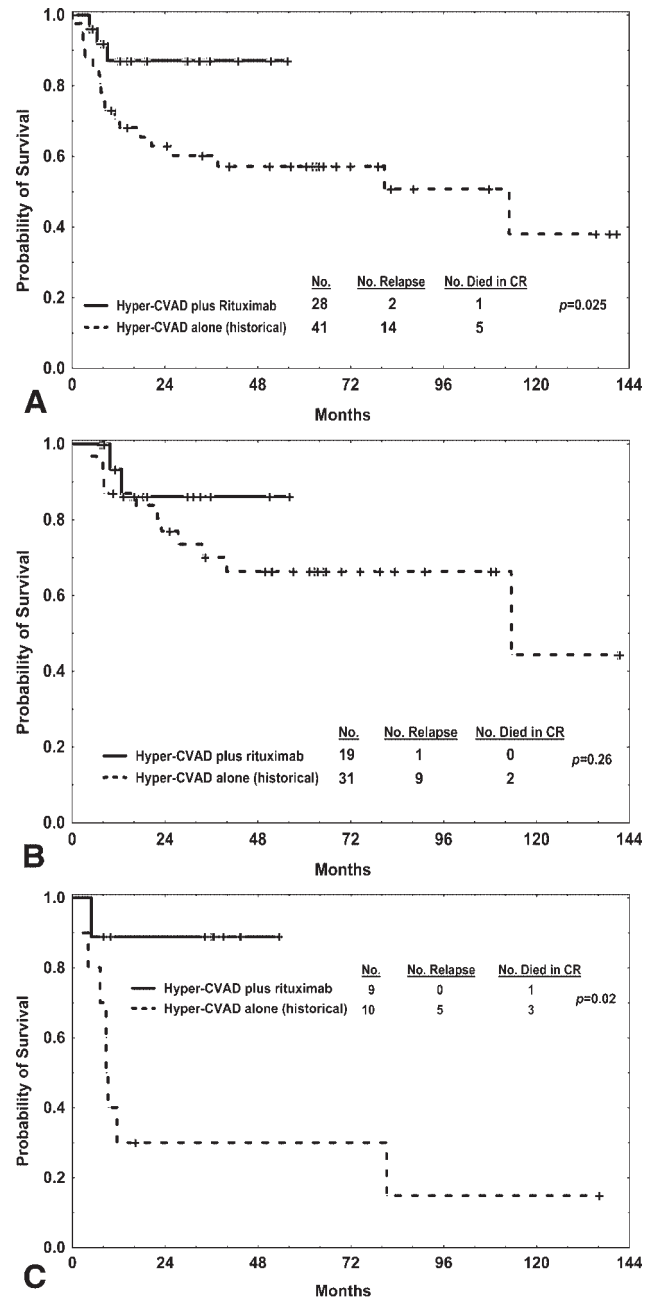 1.0
0.8
0.6
0.4
0.2
0.0
Probability of Survival
No. No. Relapse No. Died in CR
Hyper-CVAD plus Rituximab 28 2 1
Hyper-CVAD alone (historical) 41 14 5
p=0.025
0 24 48 72 96 120 144
Months
A
1.0
0.8
0.6
0.4
0.2
0.0
Probability of Survival
No. No. Relapse No. Died in CR
Hyper-CVAD plus rituximab 19 1 0
Hyper-CVAD alone (historical) 31 9 2
p=0.26
0 24 48 72 96 120 144
Months
B
1.0
0.8
0.6
0.4
0.2
0.0
Probability of Survival
No. No. Relapse No. Died in CR
Hyper-CVAD plus rituximab 9 0 1
Hyper-CVAD alone (historical) 10 5 3
p=0.02
0 24 48 72 96 120 144
Months
C